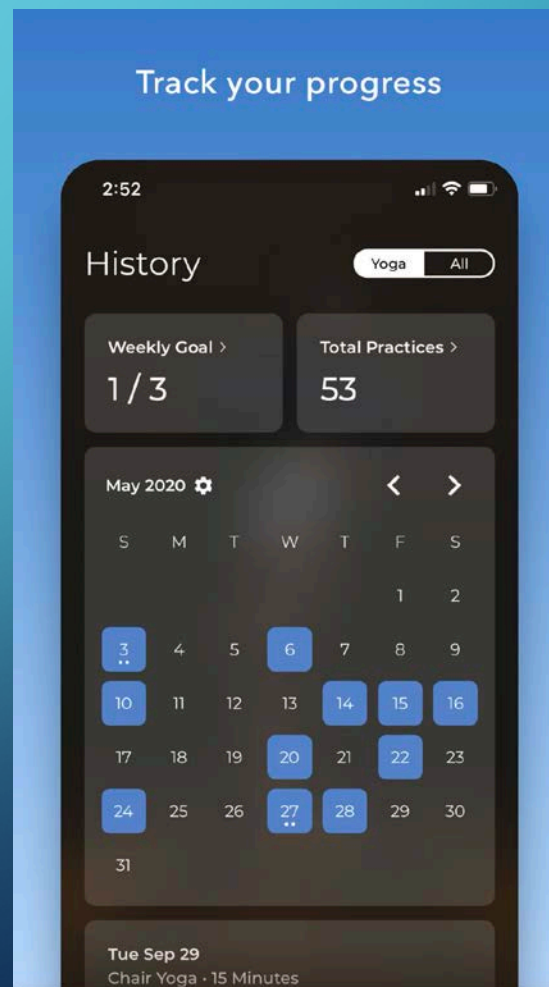 Track your progress
2:52
History
Yoga All
Weekly Goal > Total Practices >
1 / 3 53
May 2020 < >
S M T W T F S
1 2
3 4 5 6 7 8 9
10 11 12 13 14 15 16
17 18 19 20 21 22 23
24 25 26 27 28 29 30
31
Tue Sep 29
Chair Yoga · 15 Minutes